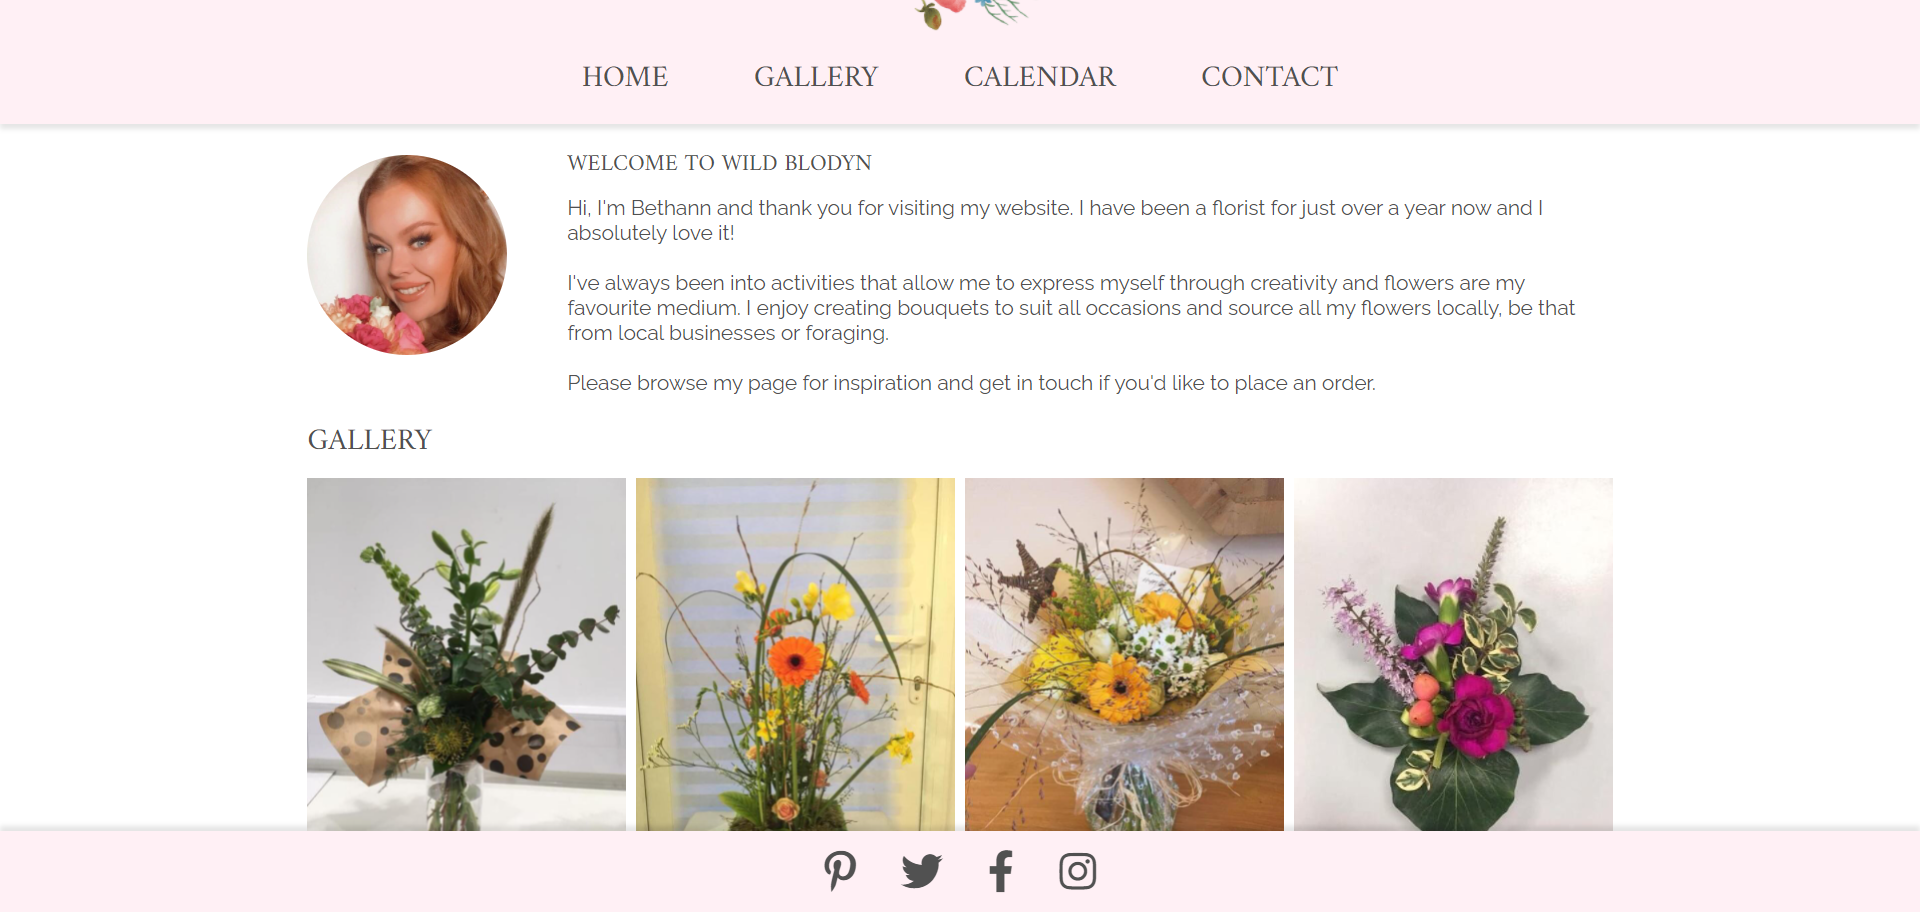 HOME GALLERY CALENDAR CONTACT
WELCOME TO WILD BLODYN
Hi, I'm Bethann and thank you for visiting my website. I have been a florist for just over a year now and I
absolutely love it!
I've always been into activities that allow me to express myself through creativity and flowers are my
favourite medium. I enjoy creating bouquets to suit all occasions and source all my flowers locally, be that
from local businesses or foraging.
Please browse my page for inspiration and get in touch if you'd like to place an order.
GALLERY